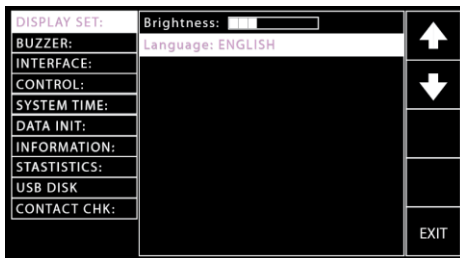 DISPLAY SET:
BUZZER:
INTERFACE:
CONTROL:
SYSTEM TIME:
DATA INIT:
INFORMATION:
STASTISTICS:
USB DISK
CONTACT CHK:
Brightness:
Language: ENGLISH
EXIT